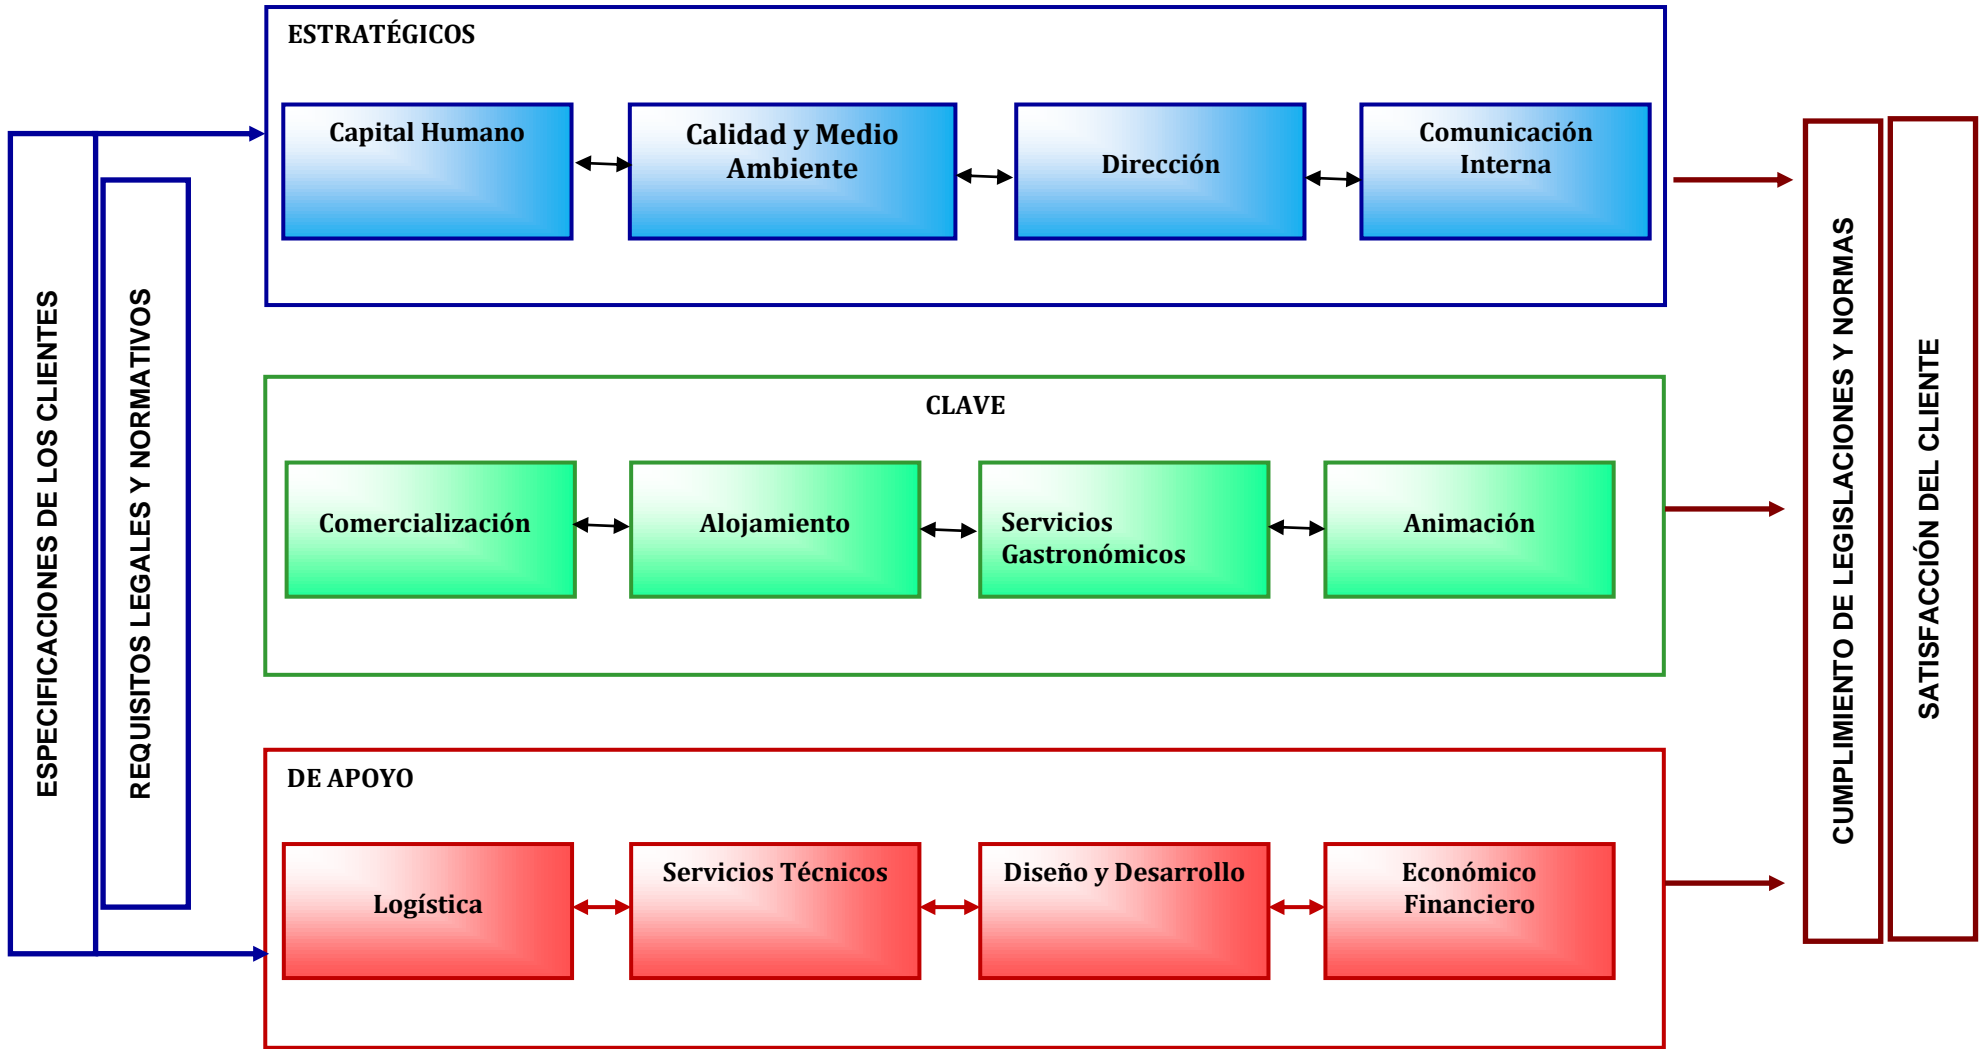 ESPECIFICACIONES DE LOS CLIENTES
REQUISITOS LEGALES Y NORMATIVOS
ESTRATÉGICOS
Capital Humano
Calidad y Medio
Ambiente
Dirección
Comunicación
Interna
CLAVE
Comercialización
Alojamiento
Servicios
Gastronómicos
Animación
DE APOYO
Logística
Servicios Técnicos
Diseño y Desarrollo
Económico
Financiero
CUMPLIMIENTO DE LEGISLACIONES Y NORMAS
SATISFACCIÓN DEL CLIENTE